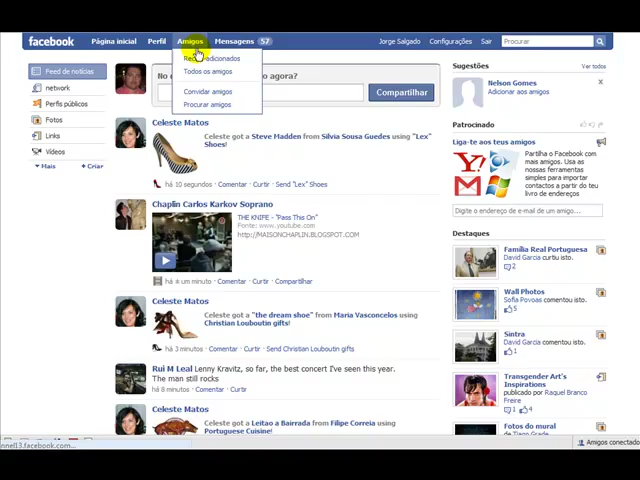 facebook Página inicial Perfil Amigos Mensagens 57 Jorge Salgado Configurações Sair Procurar
adicionados
Todos os amigos
Convidar amigos
Procurar amigos
Feed de notícias
network
Perfis públicos
Fotos
Links
Vídeos
Mais + Criar
agora?
Compartilhar
Celeste Matos
Celeste got a Steve Madden from Silvia Sousa Guedes using "Lex"
Shoes!
há 10 segundos · Comentar · Curtir · Send "Lex" Shoes
Chaplin Carlos Karkov Soprano
THE KNIFE - "Pass This On"
Fonte: www.youtube.com
http://MAISONCHAPLIN.BLOGSPOT.COM
minuto · Comentar · Curtir · Compartilhar
Celeste Matos
Celeste got a "the dream shoe" from Maria Vasconcelos using
Christian Louboutin gifts!
há 3 minutos · Comentar · Curtir · Send Christian Louboutin gifts
Rui M Leal Lenny Kravitz, so far, the best concert I've seen this year.
The man still rocks
há 8 minutos · Comentar · Curtir
Celeste Matos
Celeste got a Leitao a Bairrada from Filipe Correia using
Portuguese Cuisine!
Sugestões Ver todos
Nelson Gomes
Adicionar aos amigos
Patrocinado
Liga-te aos teus amigos
Partilha o Facebook
com mais amigos. Usa as
nossas ferramentas
simples para importar
contactos a partir do teu
livro de endereços
Digite o endereço de e-mail de um amigo...
Destaques
Família Real Portuguesa
David Garcia curtiu isto.
2
Wall Photos
Sofia Povoas comentou isto.
5
Sintra
David Garcia comentou isto.
1
Transgender Art's
Inspirations
publicado por Raquel Branco
Freire
1 4
Fotos do mural
Tiago Grade
nnel13.facebook.com...
Amigos conectado